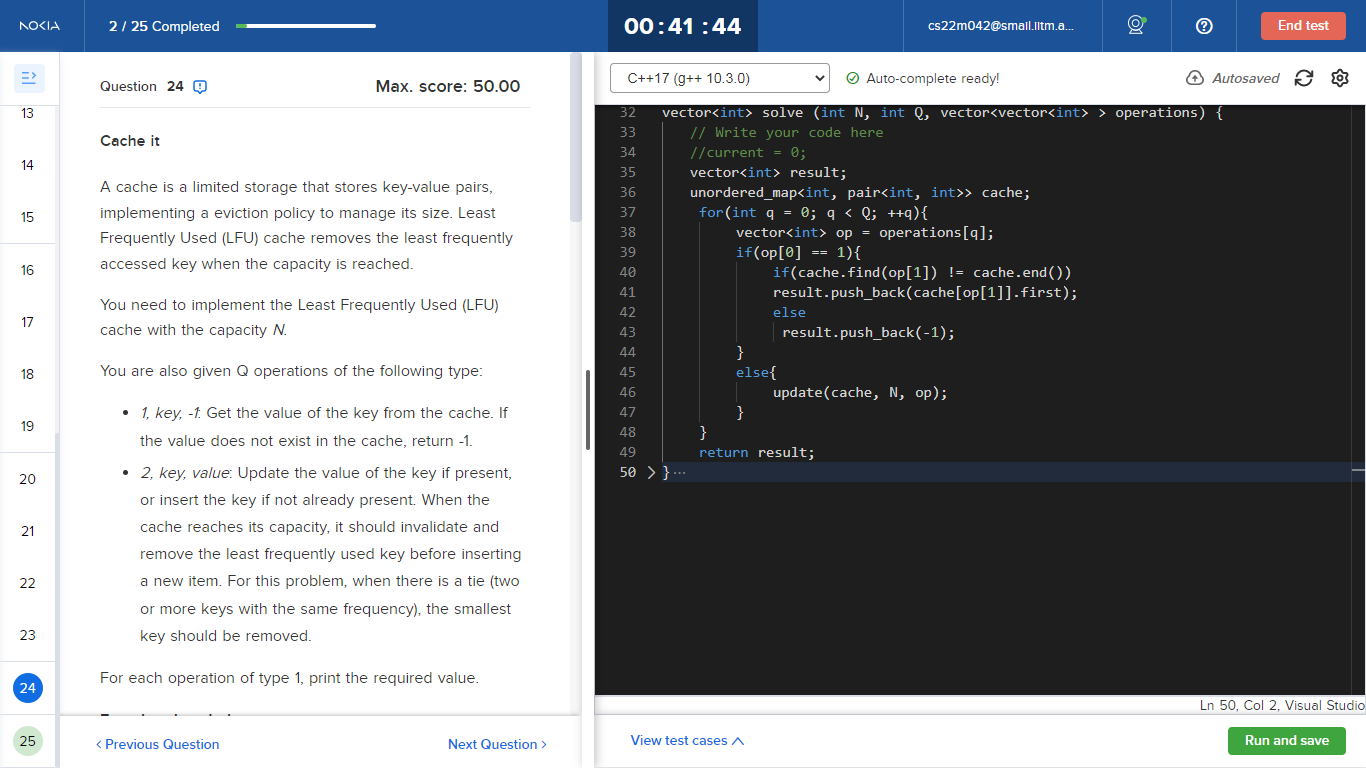 NOKIA
2 / 25 Completed
00 : 41 : 44
cs22m042@smail.iitm.a...
End test
Question 24
Max. score: 50.00
C++17 (g++ 10.3.0)
Auto-complete ready!
Autosaved
13
14
15
16
17
18
19
20
21
22
23
24
25
Cache it
A cache is a limited storage that stores key-value pairs,
implementing a eviction policy to manage its size. Least
Frequently Used (LFU) cache removes the least frequently
accessed key when the capacity is reached.
You need to implement the Least Frequently Used (LFU)
cache with the capacity N.
You are also given Q operations of the following type:
• 1, key, -1: Get the value of the key from the cache. If
the value does not exist in the cache, return -1.
• 2, key, value: Update the value of the key if present,
or insert the key if not already present. When the
cache reaches its capacity, it should invalidate and
remove the least frequently used key before inserting
a new item. For this problem, when there is a tie (two
or more keys with the same frequency), the smallest
key should be removed.
For each operation of type 1, print the required value.
< Previous Question
Next Question >
32 vector<int> solve (int N, int Q, vector<vector<int> > operations) {
33 // Write your code here
34 //current = 0;
35 vector<int> result;
36 unordered_map<int, pair<int, int>> cache;
37 for(int q = 0; q < Q; ++q){
38 vector<int> op = operations[q];
39 if(op[0] == 1){
40 if(cache.find(op[1]) != cache.end())
41 result.push_back(cache[op[1]].first);
42 else
43 result.push_back(-1);
44 }
45 else{
46 update(cache, N, op);
47 }
48 }
49 return result;
50 } ...
Ln 50, Col 2, Visual Studio
View test cases
Run and save